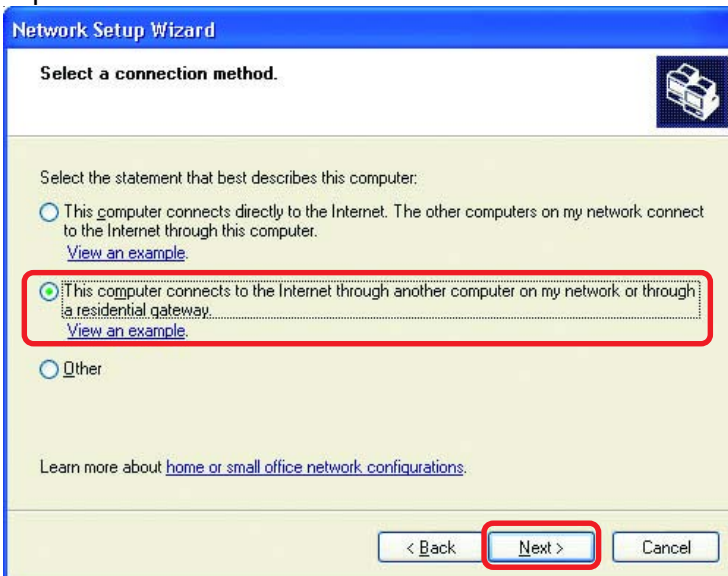 Network Setup Wizard
Select a connection method.
Select the statement that best describes this computer:
This computer connects directly to the Internet. The other computers on my network connect
to the Internet through this computer.
View an example.
This computer connects to the Internet through another computer on my network or through
a residential gateway.
View an example.
Other
Learn more about home or small office network configurations.
< Back Next > Cancel